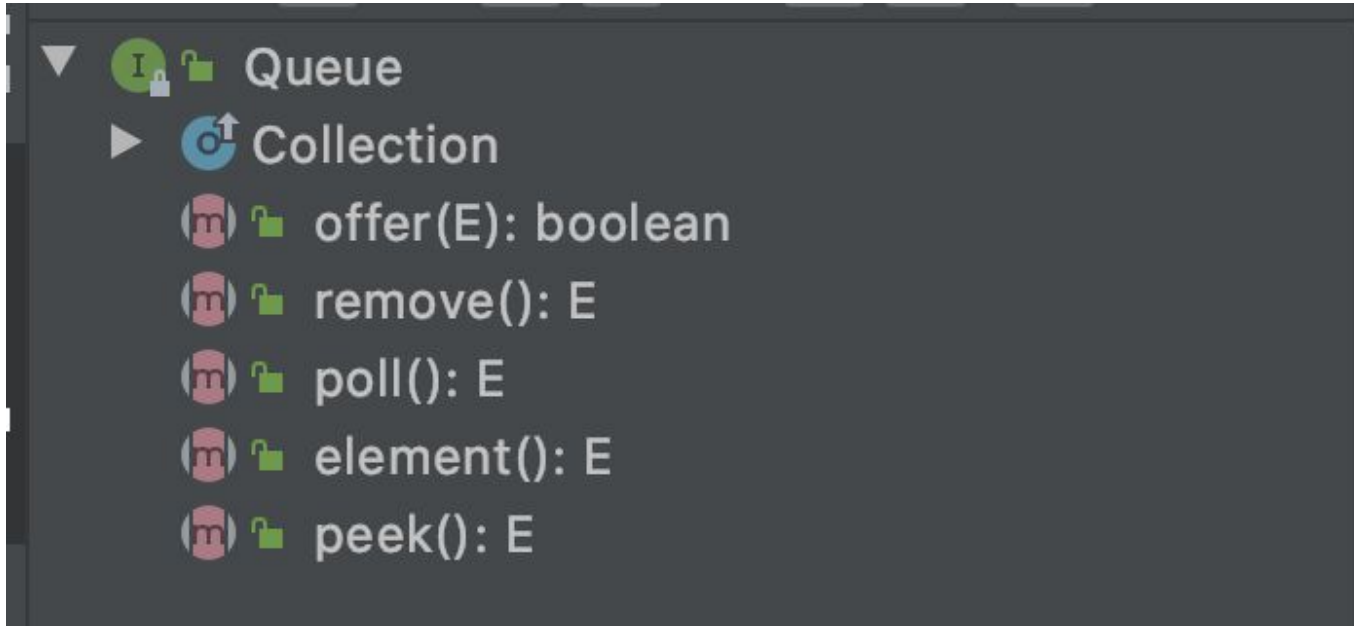 Queue
Collection
offer(E): boolean
remove(): E
poll(): E
element(): E
peek(): E